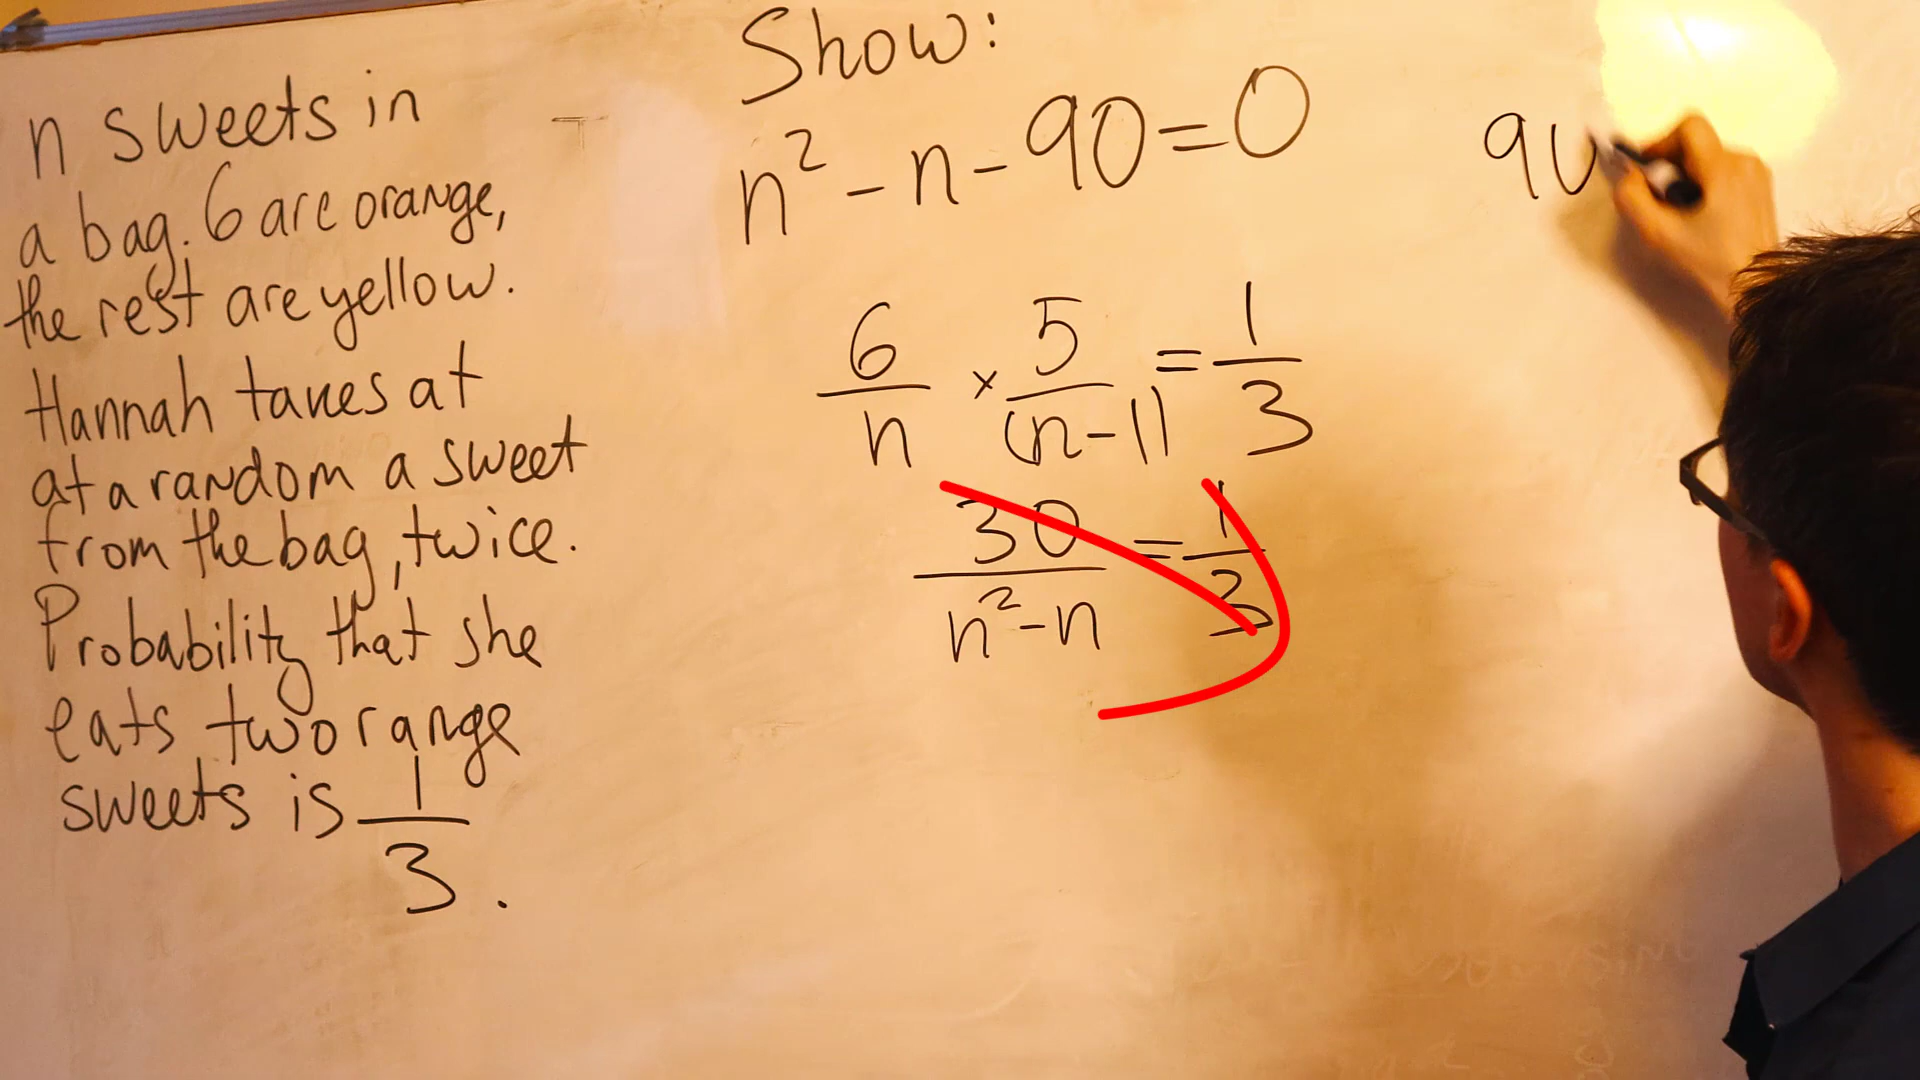 n sweets in
a bag. 6 are orange,
the rest are yellow.
Hannah takes at
at a random a sweet
from the bag, twice.
Probability that she
eats two range
sweets is 1/3.
Show:
n² - n - 90 = 0
6/n × 5/(n-1) = 1/3
30/n²-n = 1/3
90